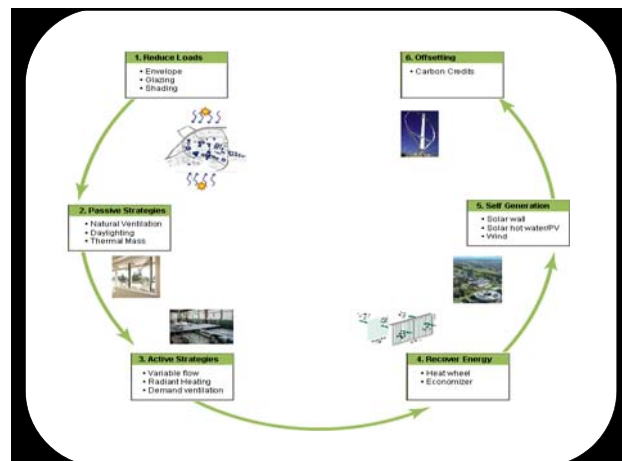 1. Reduce Loads
• Envelope
• Glazing
• Shading
2. Passive Strategies
• Natural Ventilation
• Daylighting
• Thermal Mass
3. Active Strategies
• Variable flow
• Radiant Heating
• Demand ventilation
4. Recover Energy
• Heat wheel
• Economizer
5. Self Generation
• Solar wall
• Solar hot water/PV
• Wind
6. Offsetting
• Carbon Credits